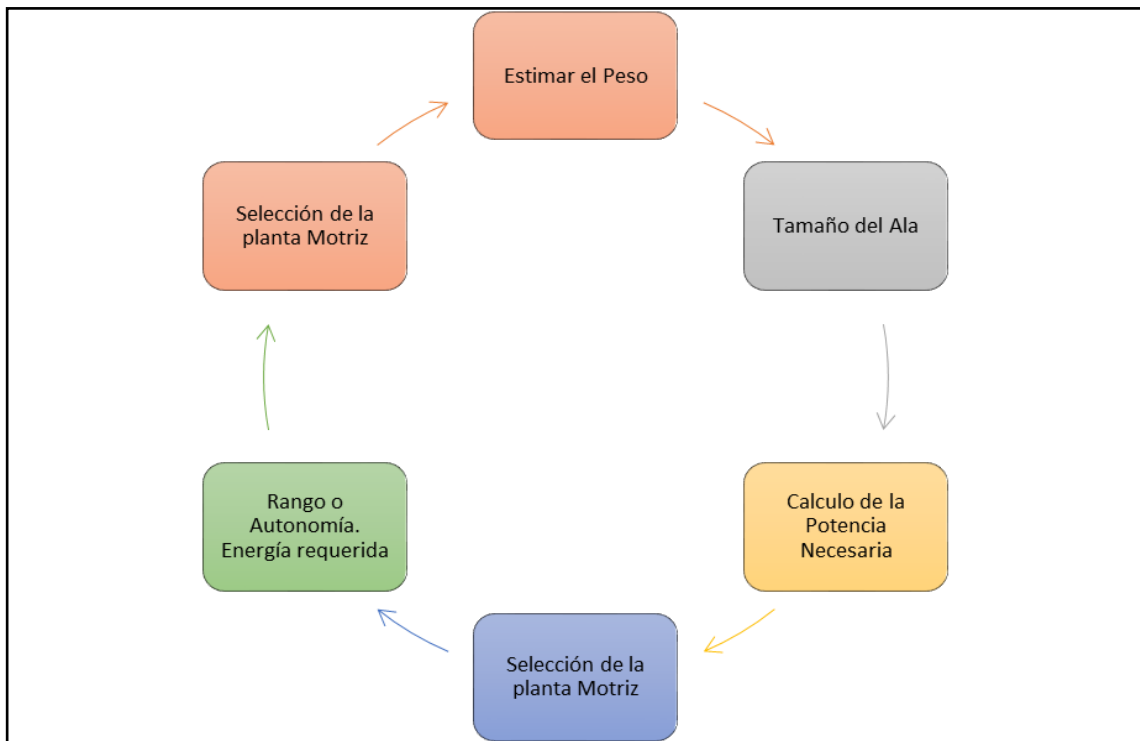 Estimar el Peso
Tamaño del Ala
Calculo de la
Potencia
Necesaria
Selección de la
planta Motriz
Rango o
Autonomía.
Energía requerida
Selección de la
planta Motriz